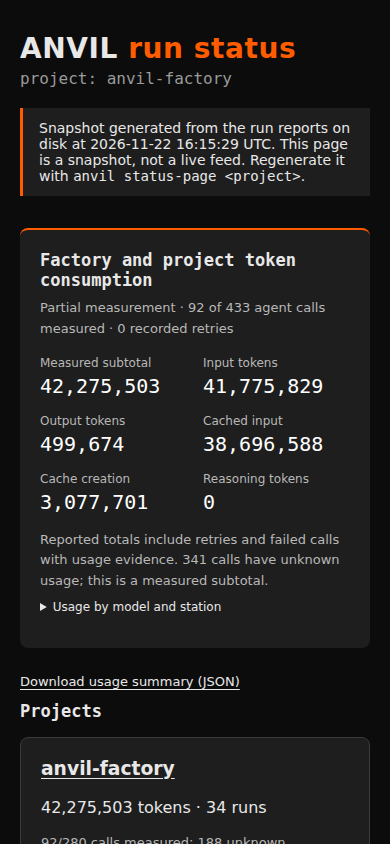 ANVIL run status
project: anvil-factory
Snapshot generated from the run reports on
disk at 2026-11-22 16:15:29 UTC. This page
is a snapshot, not a live feed. Regenerate it
with anvil status-page <project>.
Factory and project token
consumption
Partial measurement · 92 of 433 agent calls
measured · 0 recorded retries
Measured subtotal
42,275,503
Input tokens
41,775,829
Output tokens
499,674
Cached input
38,696,588
Cache creation
3,077,701
Reasoning tokens
0
Reported totals include retries and failed calls
with usage evidence. 341 calls have unknown
usage; this is a measured subtotal.
Usage by model and station
Download usage summary (JSON)
Projects
anvil-factory
42,275,503 tokens · 34 runs
92/280 calls measured; 188 unknown